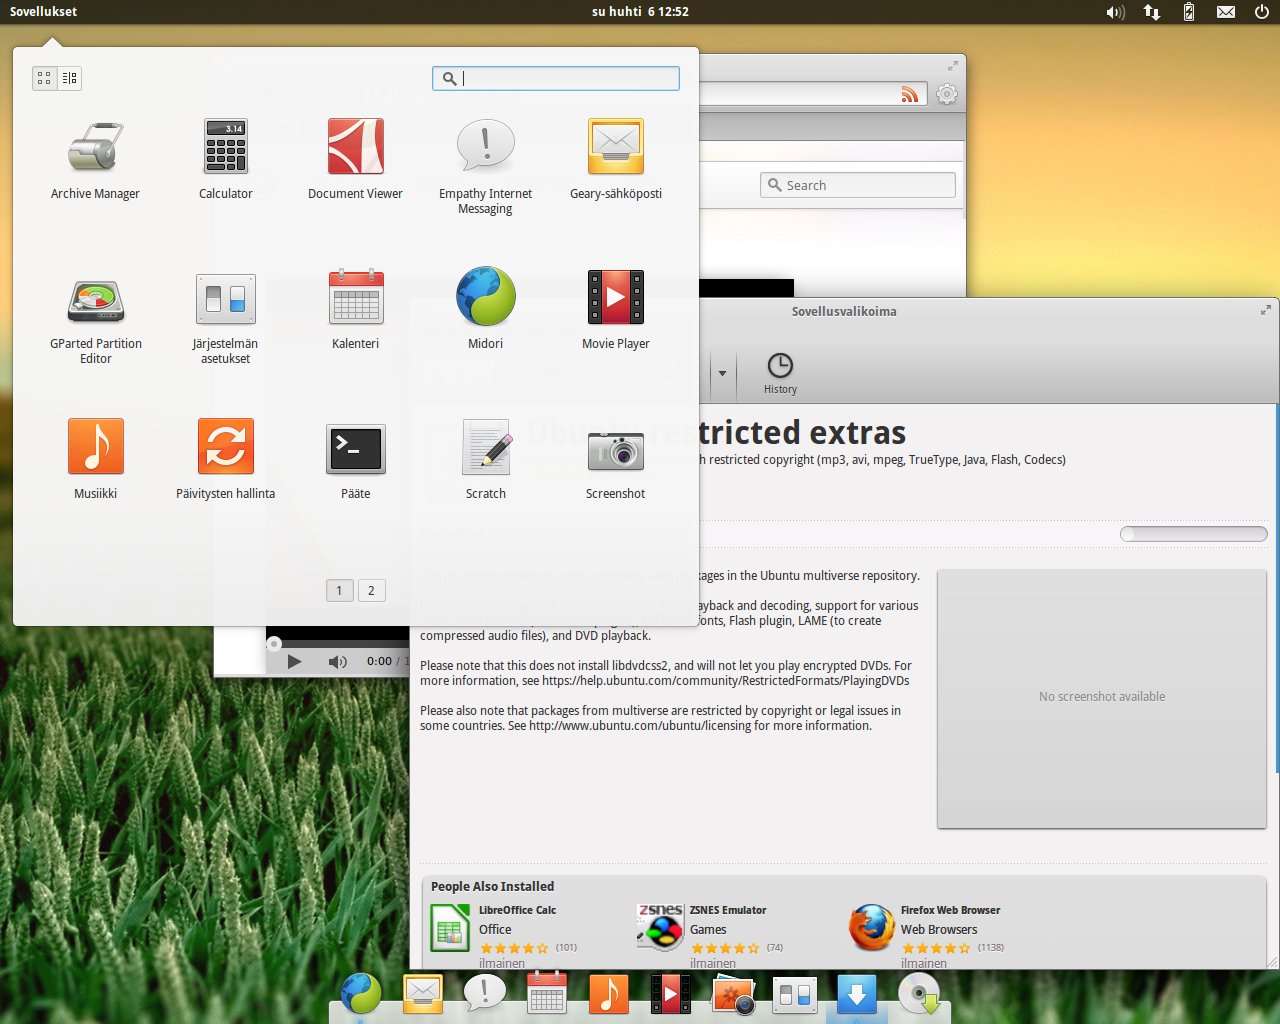 Sovellukset
su huhti 6 12:52
3.14
Archive Manager
Calculator
Document Viewer
Empathy Internet
Messaging
Geary-sähköposti
GParted Partition
Editor
Järjestelmän
asetukset
Kalenteri
Midori
Movie Player
Musiikki
Päivitysten hallinta
Pääte
Scratch
Screenshot
1
2
Search
Sovellusvalikoima
History
Ubuntu restricted extras
h restricted copyright (mp3, avi, mpeg, TrueType, Java, Flash, Codecs)
Installing...
ages in the Ubuntu multiverse repository.
yback and decoding, support for various
onts, Flash plugin, LAME (to create
compressed audio files), and DVD playback.
Please note that this does not install libdvdcss2, and will not let you play encrypted DVDs. For
more information, see https://help.ubuntu.com/community/RestrictedFormats/PlayingDVDs
Please also note that packages from multiverse are restricted by copyright or legal issues in
some countries. See http://www.ubuntu.com/ubuntu/licensing for more information.
No screenshot available
0:00 / 1
People Also Installed
LibreOffice Calc
Office
(101)
ilmainen
ZSNES
ZSNES Emulator
Games
(74)
ilmainen
Firefox Web Browser
Web Browsers
(1138)
ilmainen